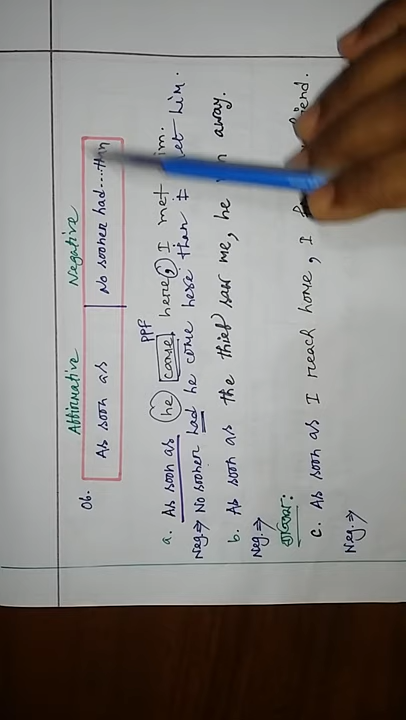 Affirmative Negative
06. As soon as No sooner had....than
PPF
a. As soon as he came here, I met him.
Neg.⇒ No sooner had he come here than I met him.
b. As soon as the thief saw me, he away.
Neg.⇒
c. As soon as I reach home, I friend.
Neg.⇒